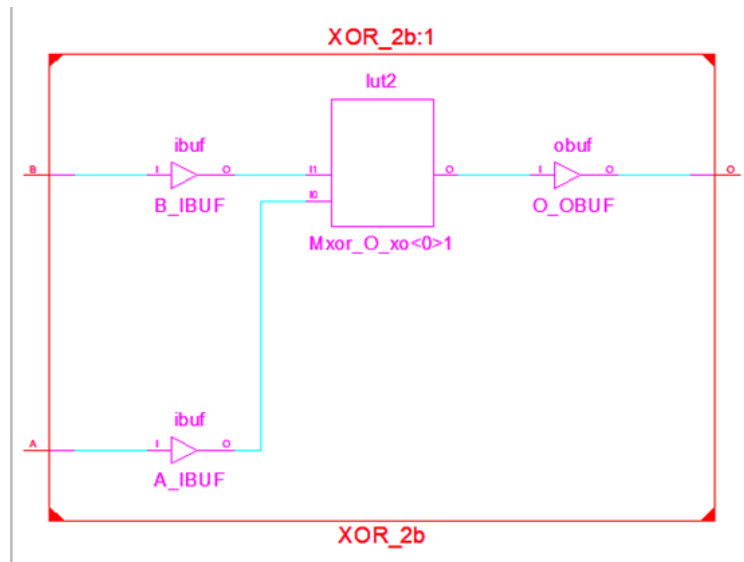 XOR_2b:1
lut2
ibuf
obuf
B
I
O
I1
O
I
O
O
I0
B_IBUF
O_OBUF
Mxor_O_xo<0>1
ibuf
A
I
O
A_IBUF
XOR_2b